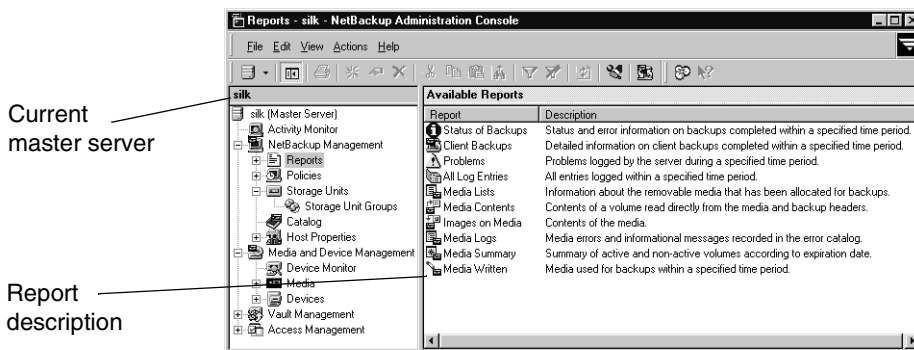 Reports - silk - NetBackup Administration Console
File Edit View Actions Help
silk
Available Reports
Current
master server
silk (Master Server)
Activity Monitor
NetBackup Management
Reports
Policies
Storage Units
Storage Unit Groups
Catalog
Host Properties
Media and Device Management
Device Monitor
Media
Devices
Vault Management
Access Management
Report Description
Status of Backups Status and error information on backups completed within a specified time period.
Client Backups Detailed information on client backups completed within a specified time period.
Problems Problems logged by the server during a specified time period.
All Log Entries All entries logged within a specified time period.
Media Lists Information about the removable media that has been allocated for backups.
Media Contents Contents of a volume read directly from the media and backup headers.
Images on Media Contents of the media.
Media Logs Media errors and informational messages recorded in the error catalog.
Media Summary Summary of active and non-active volumes according to expiration date.
Media Written Media used for backups within a specified time period.
Report
description